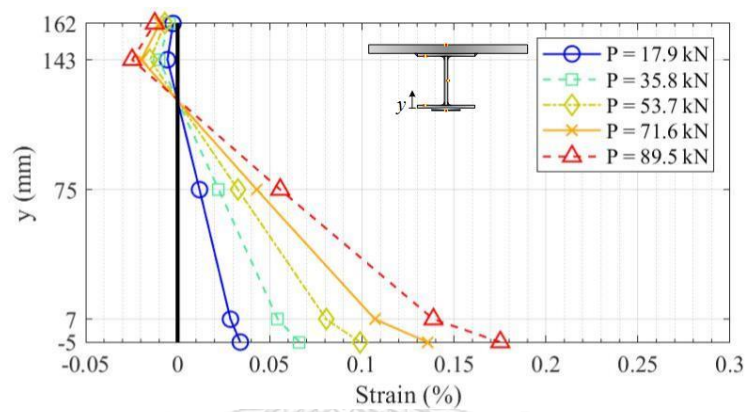 162
143
75
7
-5
y (mm)
-0.05 0 0.05 0.1 0.15 0.2 0.25 0.3
Strain (%)
y
P = 17.9 kN
P = 35.8 kN
P = 53.7 kN
P = 71.6 kN
P = 89.5 kN